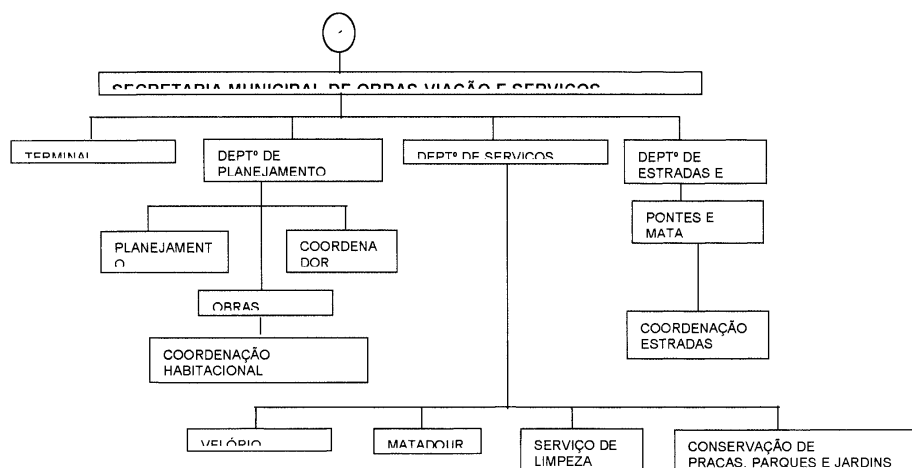 SECRETARIA MUNICIPAL DE OBRAS VIAÇÃO E SERVIÇOS
TERMINAL
DEPTº DE
PLANEJAMENTO
DEPTº DE SERVIÇOS
DEPTº DE
ESTRADAS E
PLANEJAMENT
O
COORDENA
DOR
PONTES E
MATA
OBRAS
COORDENAÇÃO
HABITACIONAL
COORDENAÇÃO
ESTRADAS
VELÓRIO
MATADOUR
SERVIÇO DE
LIMPEZA
CONSERVAÇÃO DE
PRAÇAS, PARQUES E JARDINS